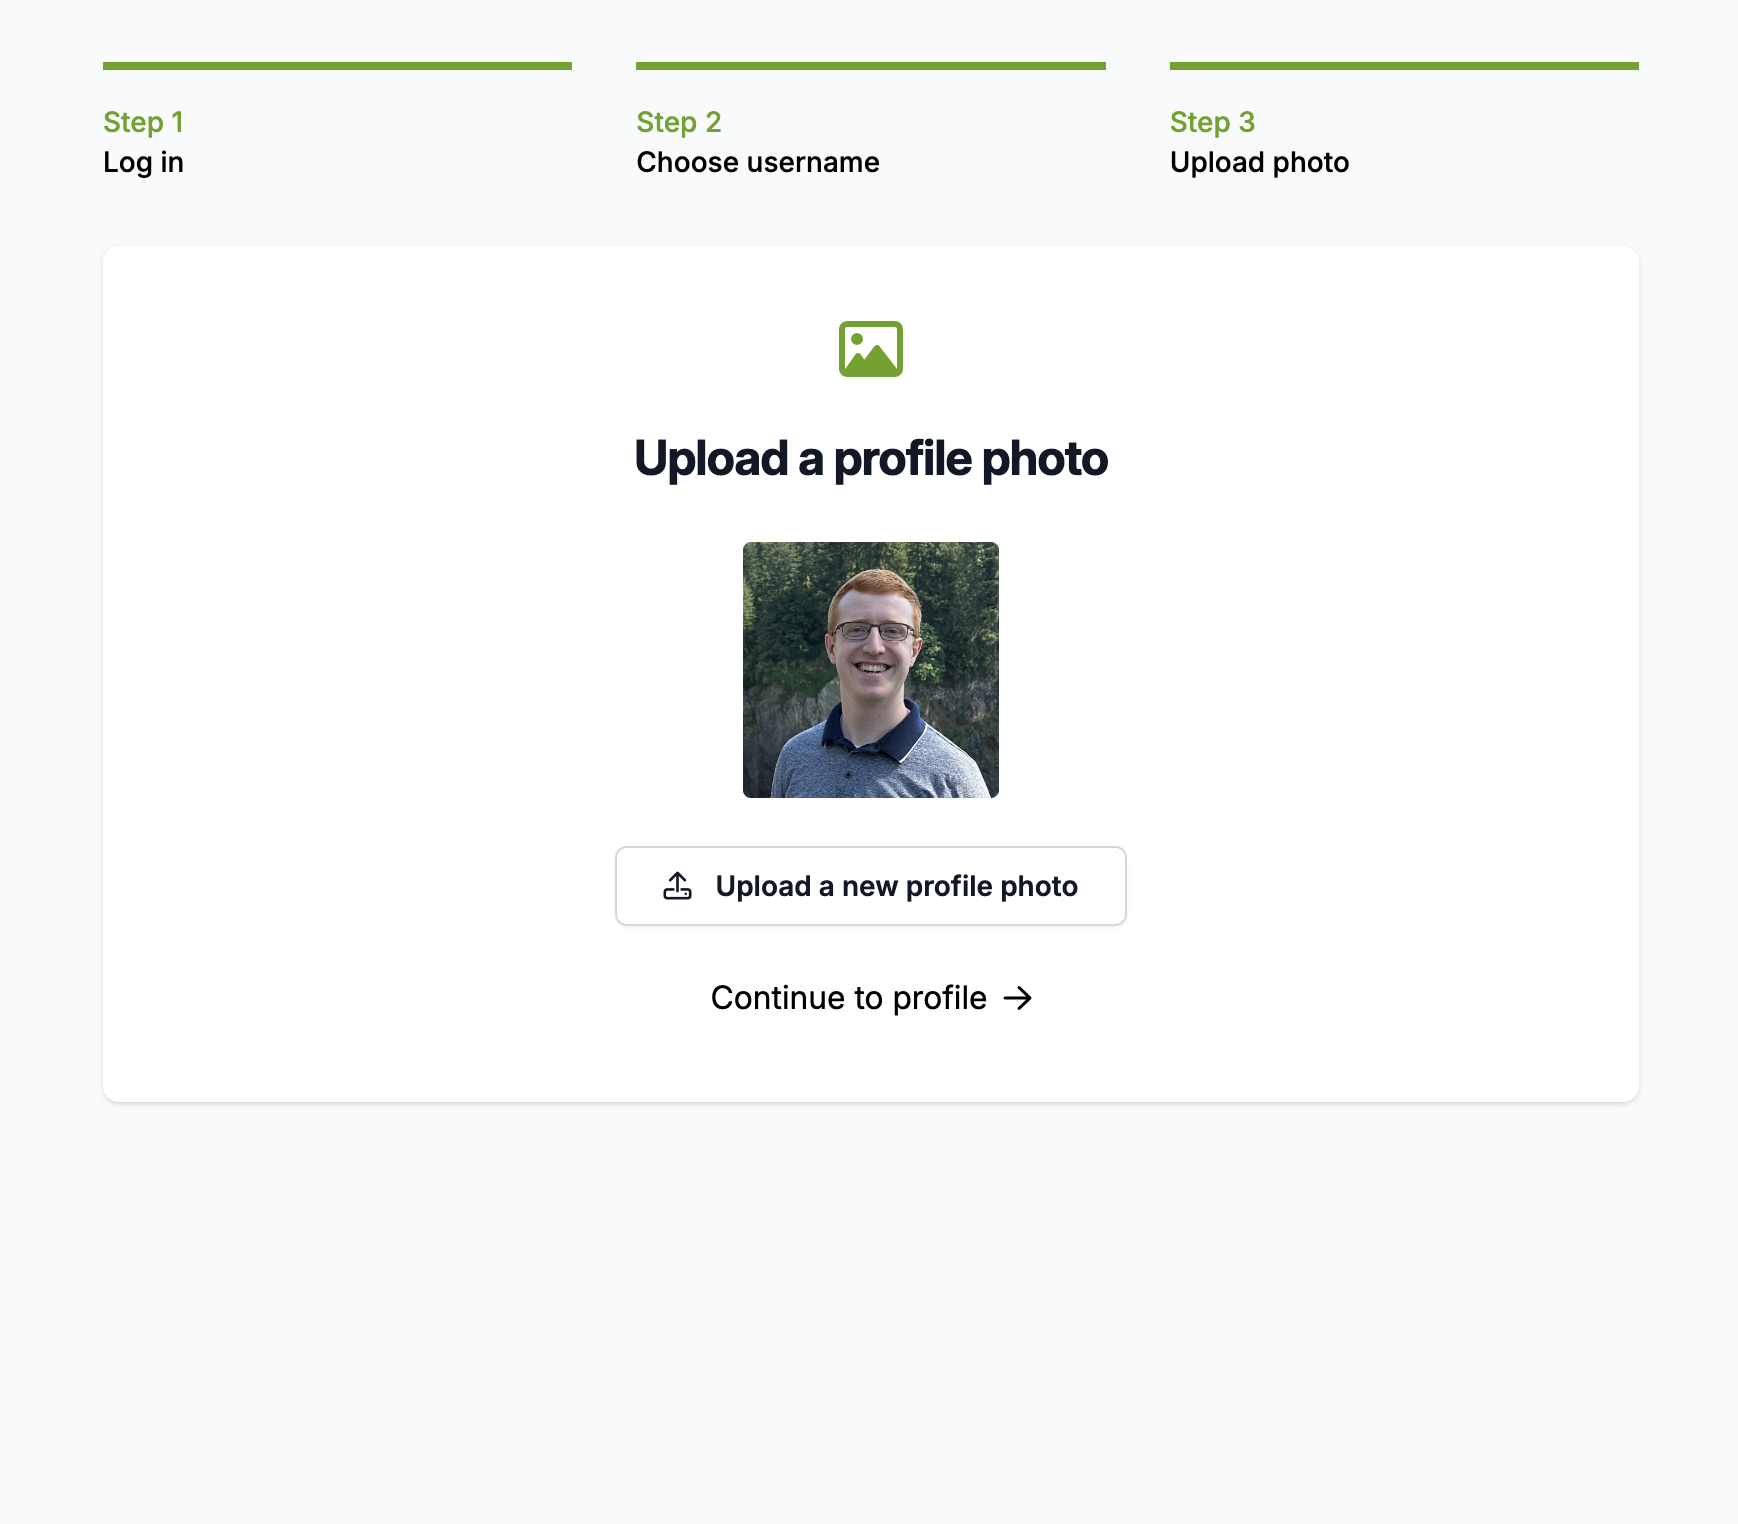 Step 1
Log in
Step 2
Choose username
Step 3
Upload photo
Upload a profile photo
Upload a new profile photo
Continue to profile →